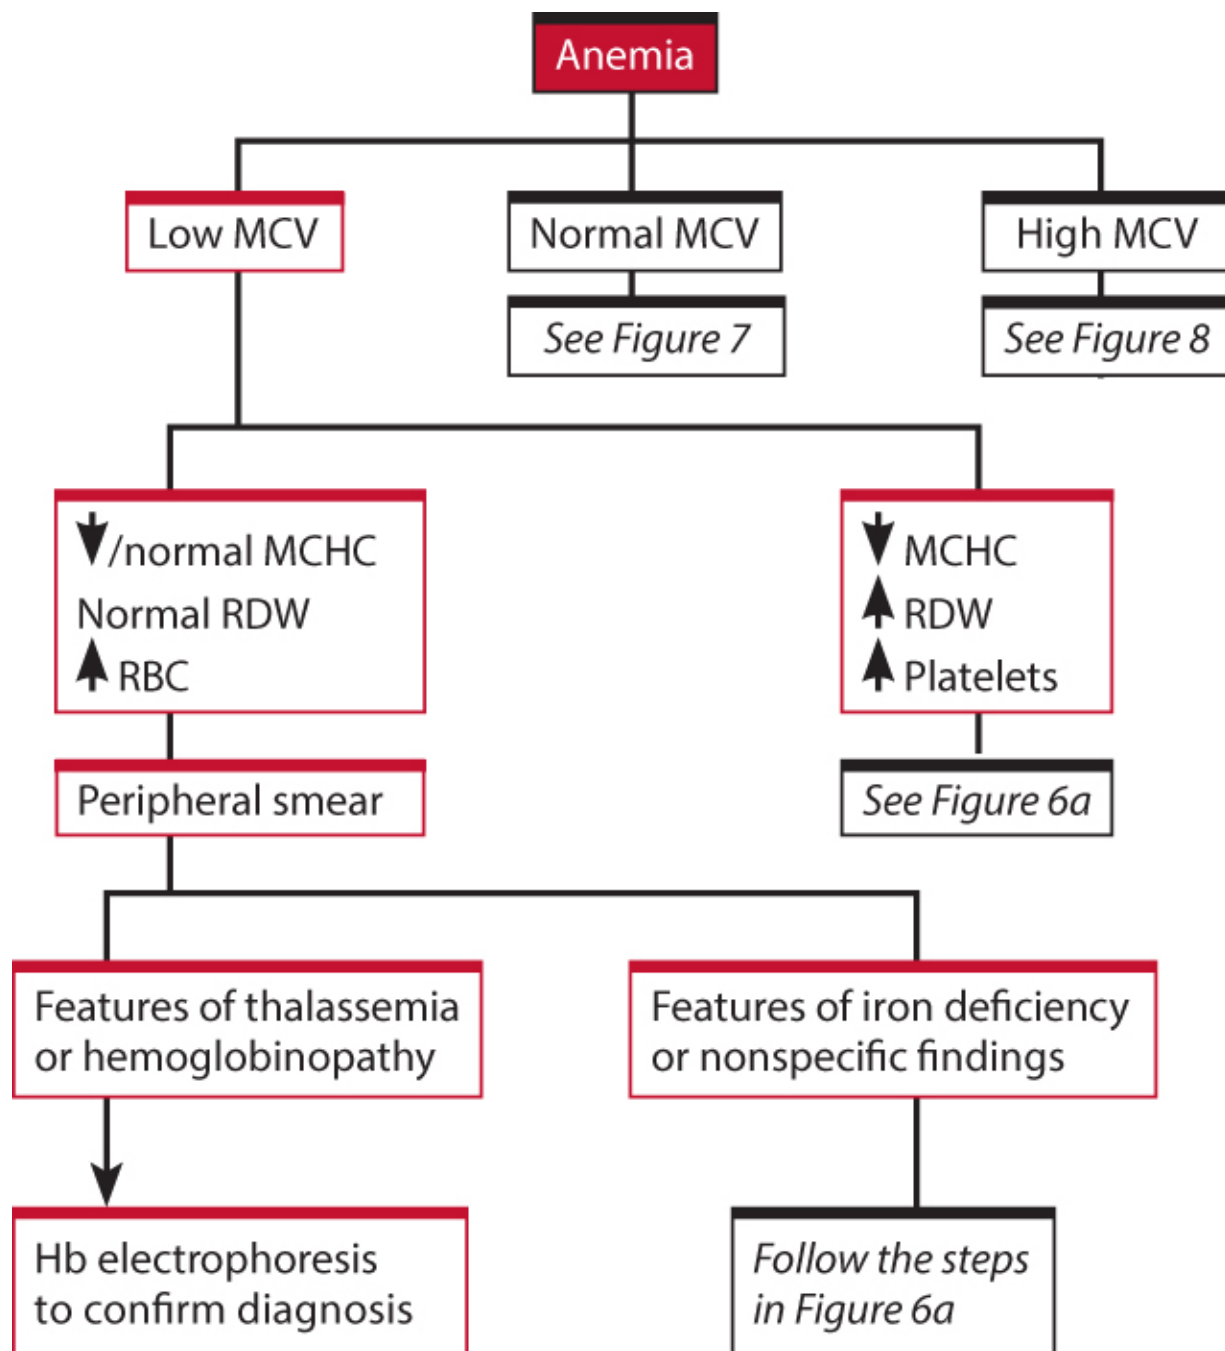 Anemia
Low MCV
Normal MCV
High MCV
See Figure 7
See Figure 8
/normal MCHC
Normal RDW
RBC
MCHC
RDW
Platelets
Peripheral smear
See Figure 6a
Features of thalassemia
or hemoglobinopathy
Features of iron deficiency
or nonspecific findings
Hb electrophoresis
to confirm diagnosis
Follow the steps
in Figure 6a